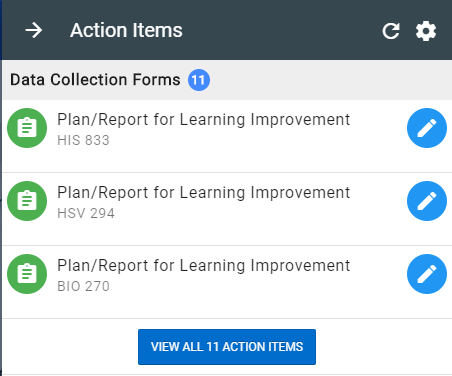 Action Items
Data Collection Forms 11
Plan/Report for Learning Improvement
HIS 833
Plan/Report for Learning Improvement
HSV 294
Plan/Report for Learning Improvement
BIO 270
VIEW ALL 11 ACTION ITEMS